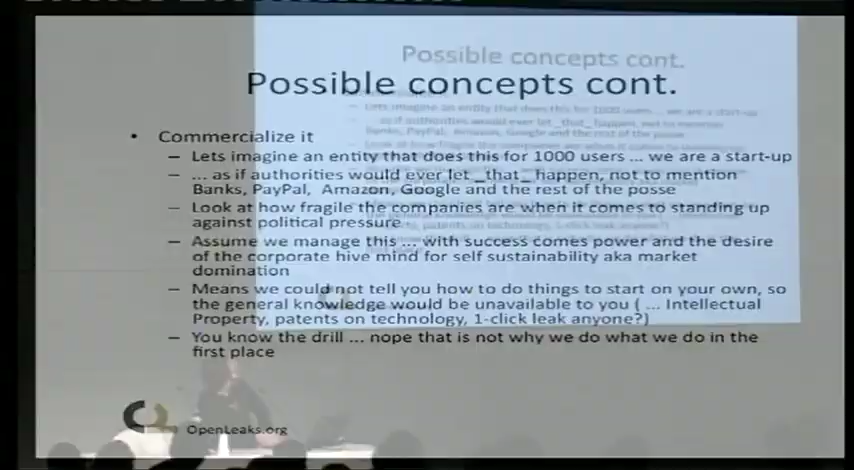 Possible concepts cont.
Possible concepts cont.
• Commercialize it
– Lets imagine an entity that does this for 1000 users ... we are a start-up
– ... as if authorities would ever let _that_ happen, not to mention
Banks, PayPal, Amazon, Google and the rest of the posse
– Look at how fragile the companies are when it comes to standing up
against political pressure
– Assume we manage this ... with success comes power and the desire
of the corporate hive mind for self sustainability aka market
domination
– Means we could not tell you how to do things to start on your own, so
the general knowledge would be unavailable to you ( ... Intellectual
Property, patents on technology, 1-click leak anyone?)
– You know the drill ... nope that is not why we do what we do in the
first place
OpenLeaks.org